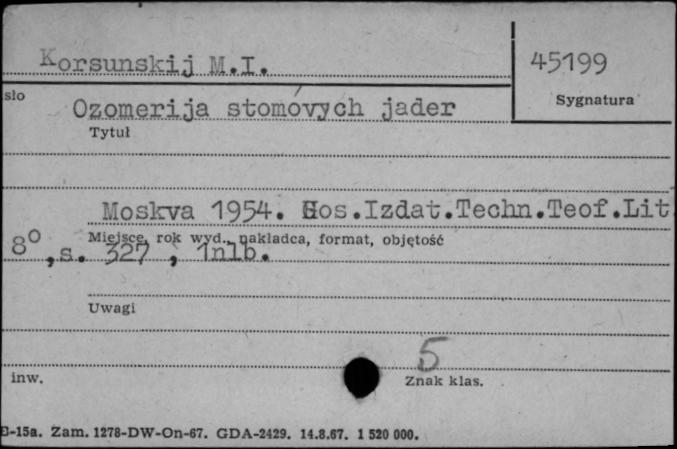 Korsunskij M.I.
45199
sło
Ozomerija stomovych jader
Sygnatura
Tytuł
Moskva 1954. Gos.Izdat.Techn.Teof.Lit
Miejsce, rok wyd., nakładca, format, objętość
8⁰, s. 327, 1nlb.
Uwagi
5
inw.
Znak klas.
B-15a. Zam. 1278-DW-On-67. GDA-2429. 14.8.67. 1 520 000.